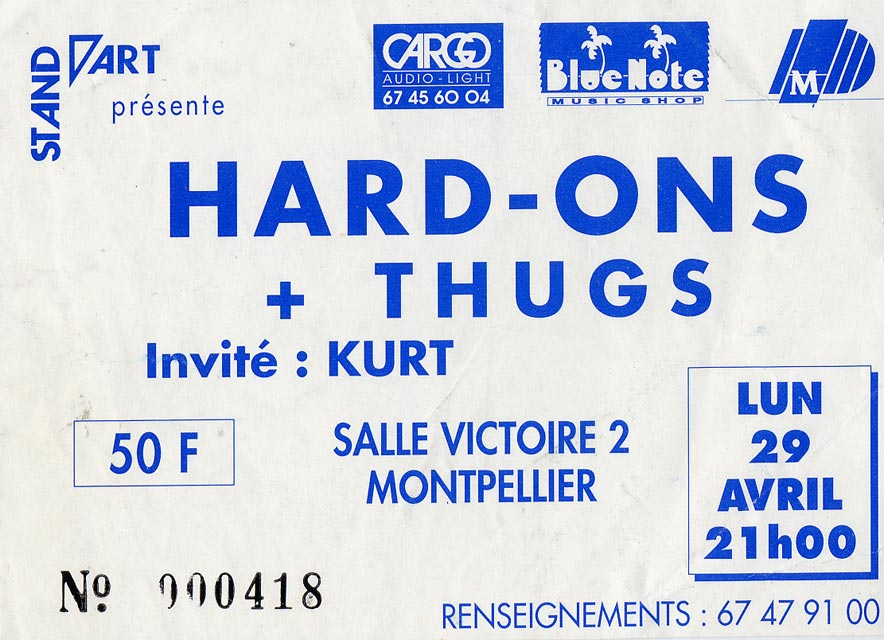 STAND
D'ART
présente
CARGO
AUDIO - LIGHT
67 45 60 04
Blue Note
MUSIC SHOP
M
HARD-ONS
+ THUGS
Invité : KURT
50 F
SALLE VICTOIRE 2
MONTPELLIER
LUN
29
AVRIL
21h00
Nº 000418
RENSEIGNEMENTS : 67 47 91 00